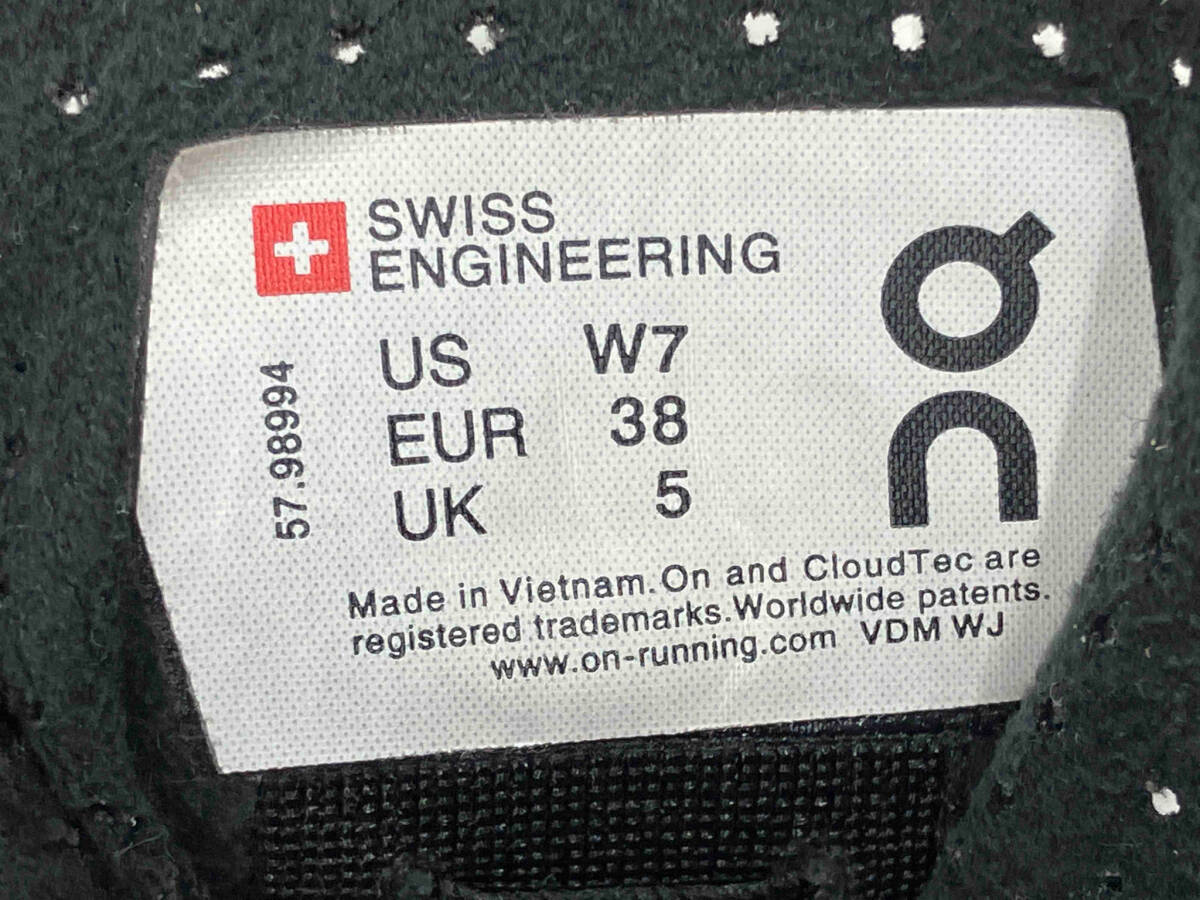 SWISS
ENGINEERING
57.98994
US W7
EUR 38
UK 5
On
Made in Vietnam. On and CloudTec are
registered trademarks. Worldwide patents.
www.on-running.com VDM WJ